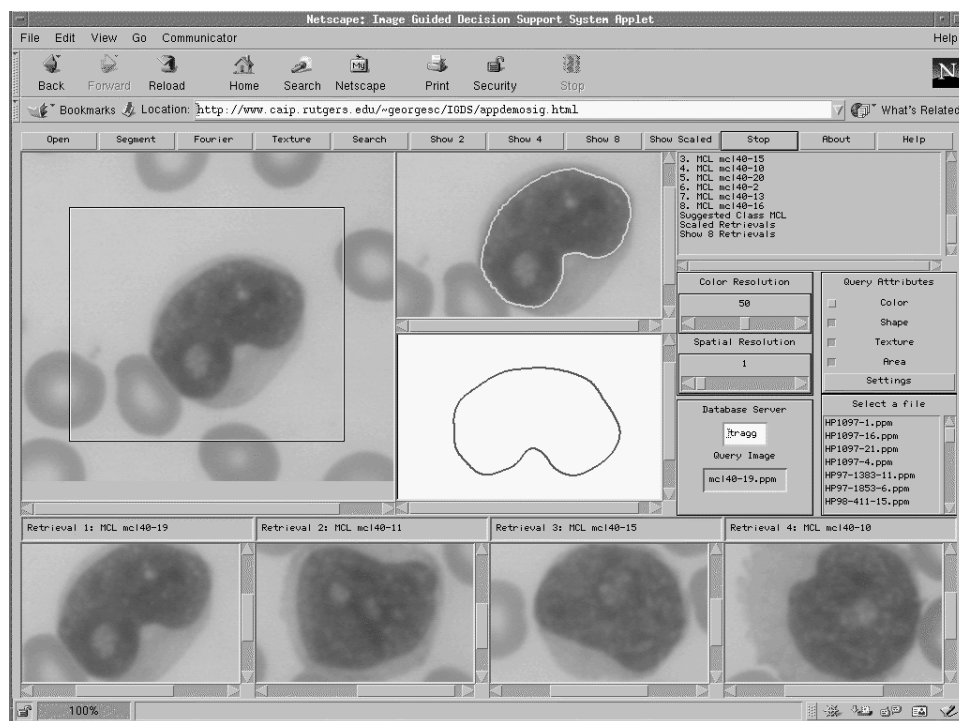 Netscape: Image Guided Decision Support System Applet
File Edit View Go Communicator Help
Back Forward Reload Home Search Netscape Print Security Stop
My
N
Bookmarks Location: http://www.caip.rutgers.edu/~georgesc/IGDS/appdemosig.html What's Related
Open Segment Fourier Texture Search Show 2 Show 4 Show 8 Show Scaled Stop About Help
3. MCL mcl40-15
4. MCL mcl40-10
5. MCL mcl40-20
6. MCL mcl40-2
7. MCL mcl40-13
8. MCL mcl40-16
Suggested Class MCL
Scaled Retrievals
Show 8 Retrievals
Color Resolution
50
Spatial Resolution
1
Query Attributes
Color
Shape
Texture
Area
Settings
Database Server
tragg
Query Image
mcl40-19.ppm
Select a file
HP1097-1.ppm
HP1097-16.ppm
HP1097-21.ppm
HP1097-4.ppm
HP97-1383-11.ppm
HP97-1853-6.ppm
HP98-411-15.ppm
Retrieval 1: MCL mcl40-19
Retrieval 2: MCL mcl40-11
Retrieval 3: MCL mcl40-15
Retrieval 4: MCL mcl40-10
100%